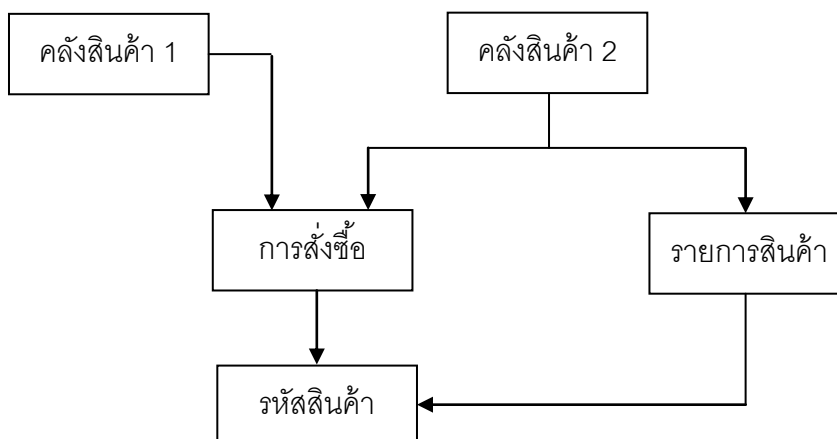 คลังสินค้า 1
คลังสินค้า 2
การสั่งซื้อ
รายการสินค้า
รหัสสินค้า